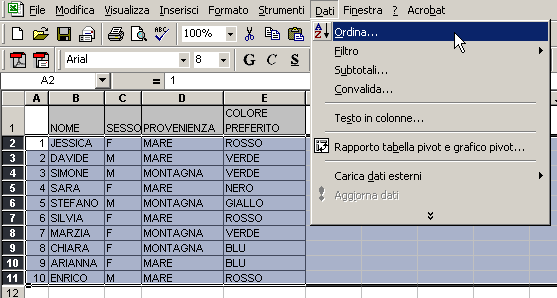 File Modifica Visualizza Inserisci Formato Strumenti Dati Finestra ? Acrobat
100%
Arial 8 G C
A2 = 1
Ordina...
Filtro
Subtotali...
Convalida...
Testo in colonne...
Rapporto tabella pivot e grafico pivot...
Carica dati esterni
Aggiorna dati
A B C D E
1 NOME SESSO PROVENIENZA COLORE PREFERITO
2 1 JESSICA F MARE ROSSO
3 2 DAVIDE M MARE VERDE
4 3 SIMONE M MONTAGNA VERDE
5 4 SARA F MARE NERO
6 5 STEFANO M MONTAGNA GIALLO
7 6 SILVIA F MARE ROSSO
8 7 MARZIA F MONTAGNA VERDE
9 8 CHIARA F MONTAGNA BLU
10 9 ARIANNA F MARE BLU
11 10 ENRICO M MARE ROSSO
12